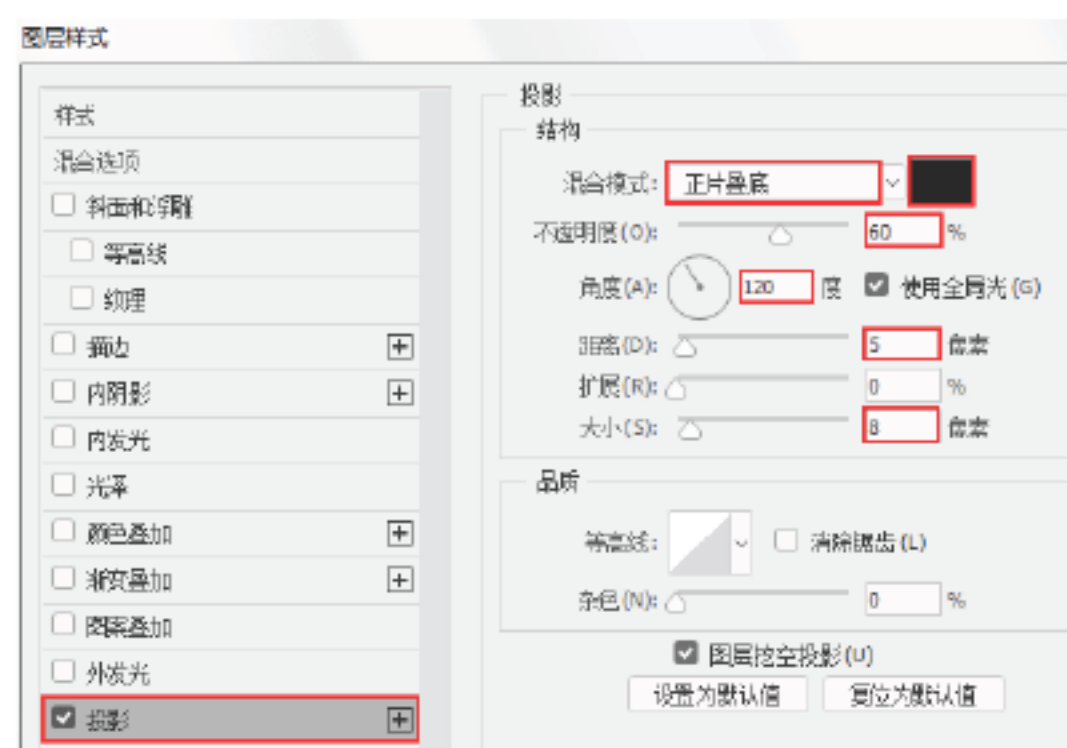 图层样式
样式
混合选项
斜面和浮雕
等高线
纹理
描边
内阴影
内发光
光泽
颜色叠加
渐变叠加
图案叠加
外发光
投影
投影
结构
混合模式: 正片叠底
不透明度(O): 60 %
角度(A): 120 度 使用全局光(G)
距离(D): 5 像素
扩展(R): 0 %
大小(S): 8 像素
品质
等高线: 消除锯齿(L)
杂色(N): 0 %
图层挖空投影(U)
设置为默认值 复位为默认值